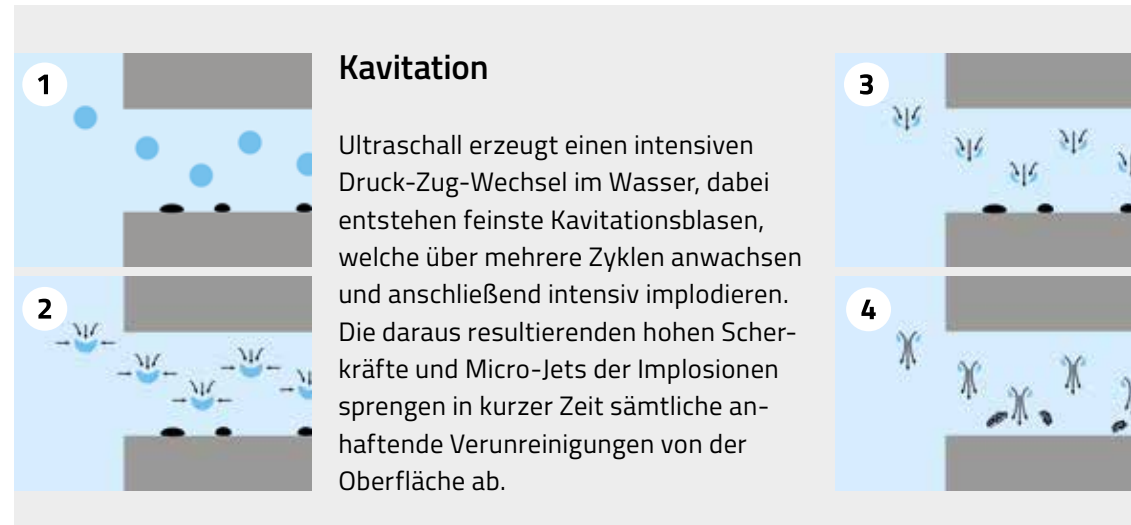 1
2
Kavitation
Ultraschall erzeugt einen intensiven
Druck-Zug-Wechsel im Wasser, dabei
entstehen feinste Kavitationsblasen,
welche über mehrere Zyklen anwachsen
und anschließend intensiv implodieren.
Die daraus resultierenden hohen Scher-
kräfte und Micro-Jets der Implosionen
sprengen in kurzer Zeit sämtliche an-
haftende Verunreinigungen von der
Oberfläche ab.
3
4